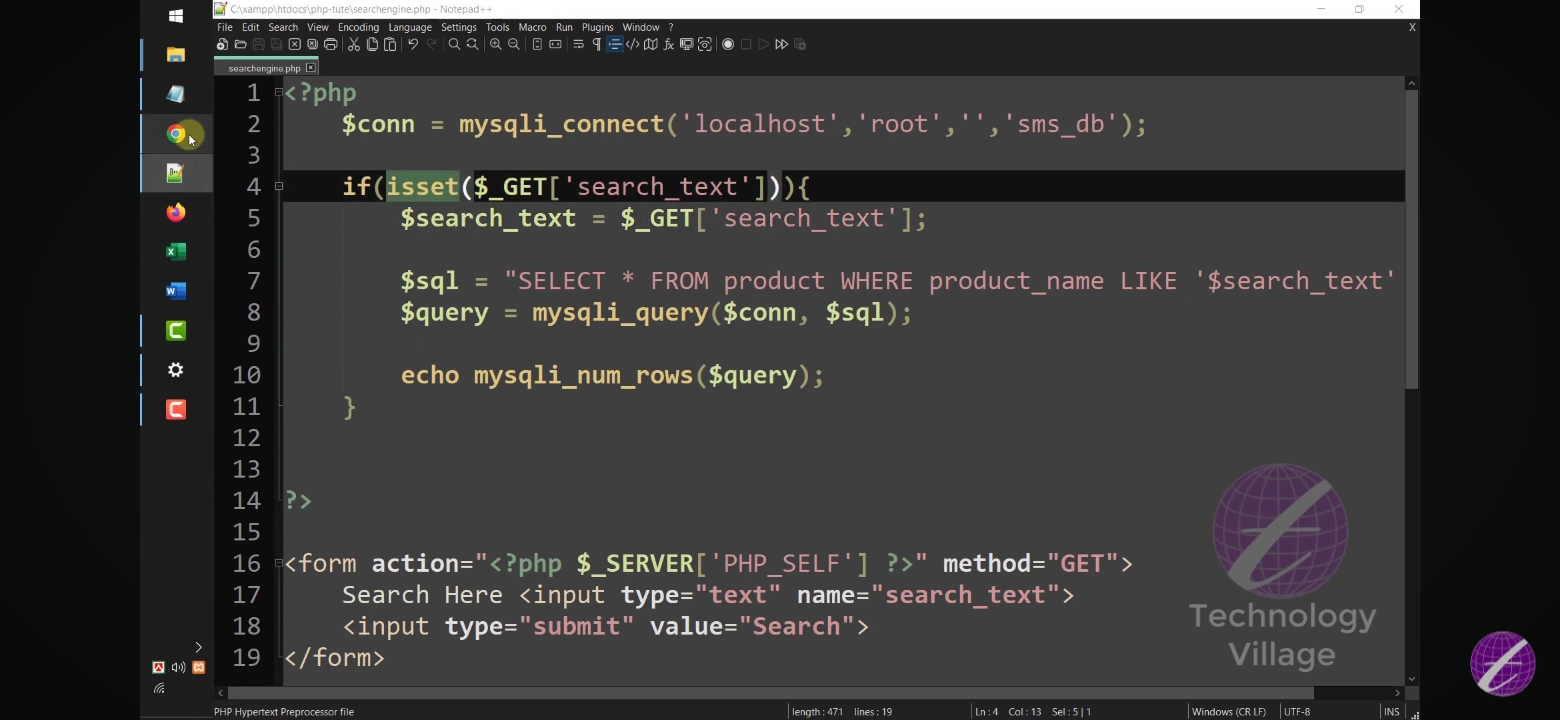 C:\xampp\htdocs\php-tute\searchengine.php - Notepad++
File Edit Search View Encoding Language Settings Tools Macro Run Plugins Window ? X
searchengine.php
1 <?php
2 $conn = mysqli_connect('localhost','root','','sms_db');
3
4 if(isset($_GET['search_text'])){
5 $search_text = $_GET['search_text'];
6
7 $sql = "SELECT * FROM product WHERE product_name LIKE '$search_text'
8 $query = mysqli_query($conn, $sql);
9
10 echo mysqli_num_rows($query);
11 }
12
13
14 ?>
15
16 <form action="<?php $_SERVER['PHP_SELF'] ?>" method="GET">
17 Search Here <input type="text" name="search_text">
18 <input type="submit" value="Search">
19 </form>
Technology
Village
PHP Hypertext Preprocessor file length : 471 lines : 19 Ln : 4 Col : 13 Sel : 5 | 1 Windows (CR LF) UTF-8 INS